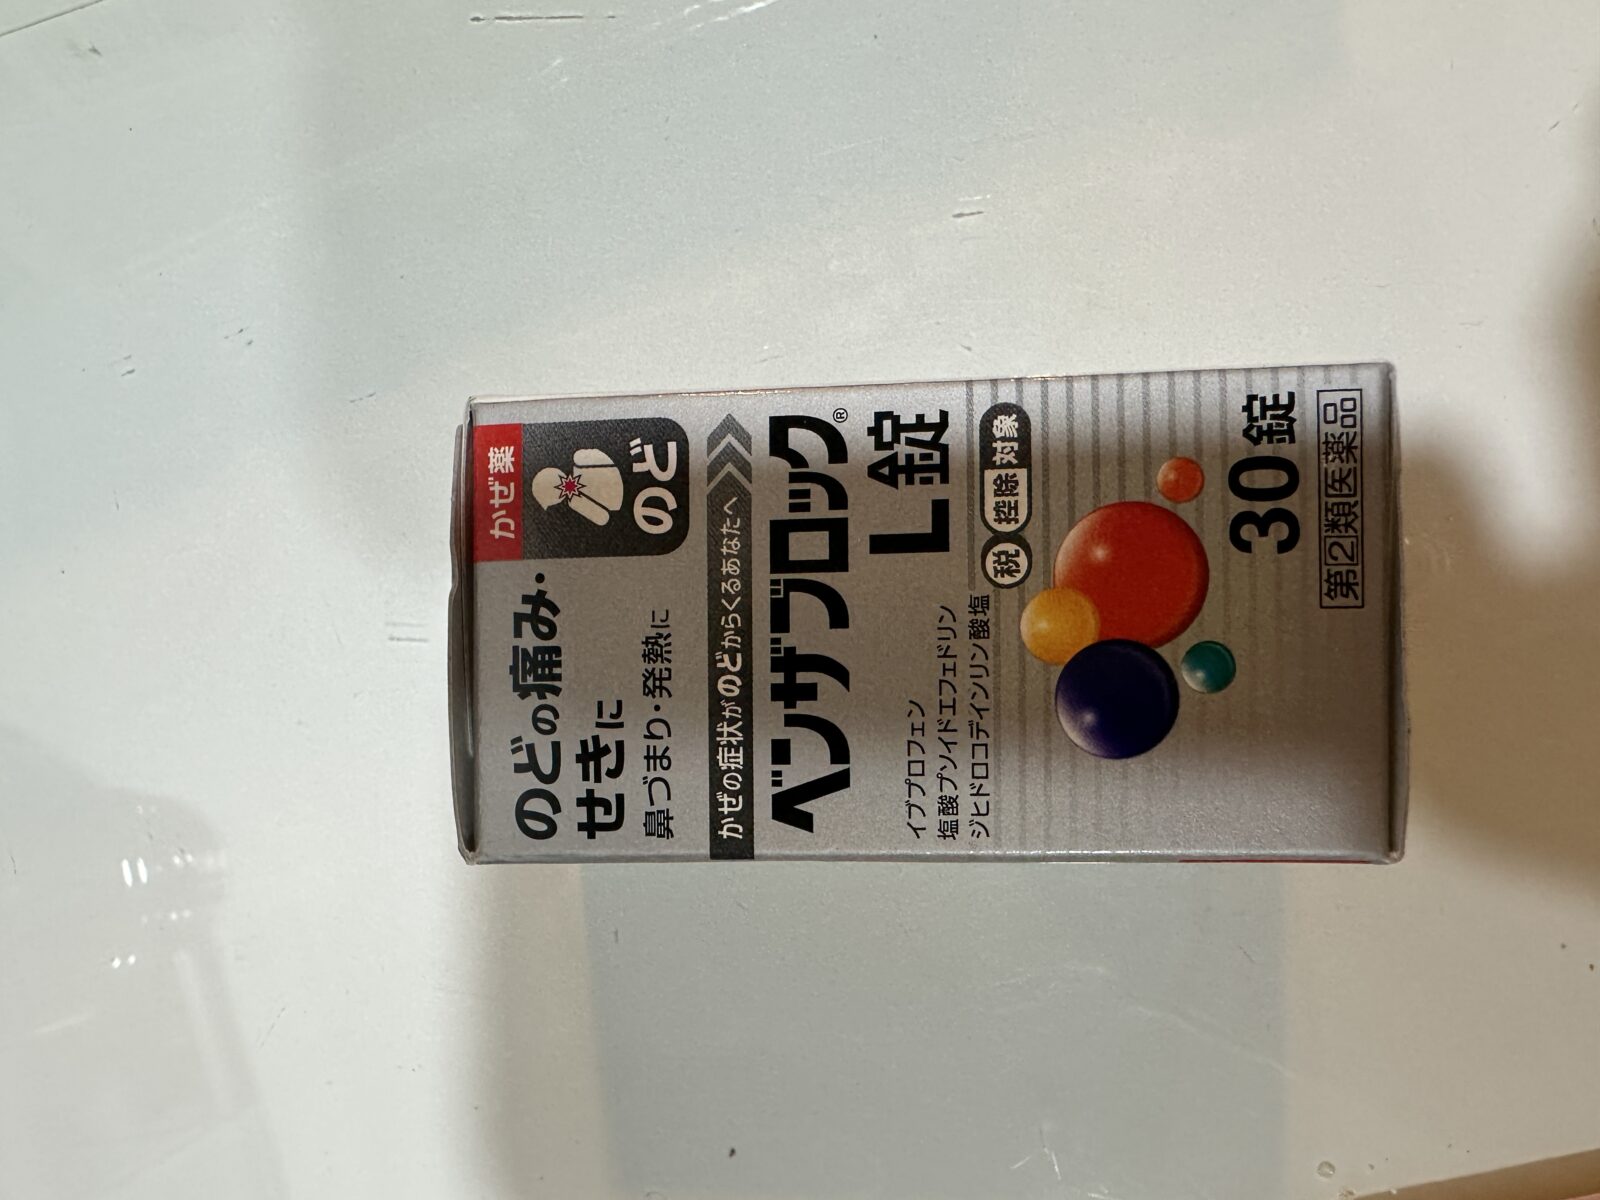 かぜ薬
のど
のどの痛み・
せきに
鼻づまり・発熱に
かぜの症状がのどからくるあなたへ
ベンザブロック®
L錠
イブプロフェン
塩酸プソイドエフェドリン
ジヒドロコデインリン酸塩
税 控除 対象
30錠
第②類医薬品